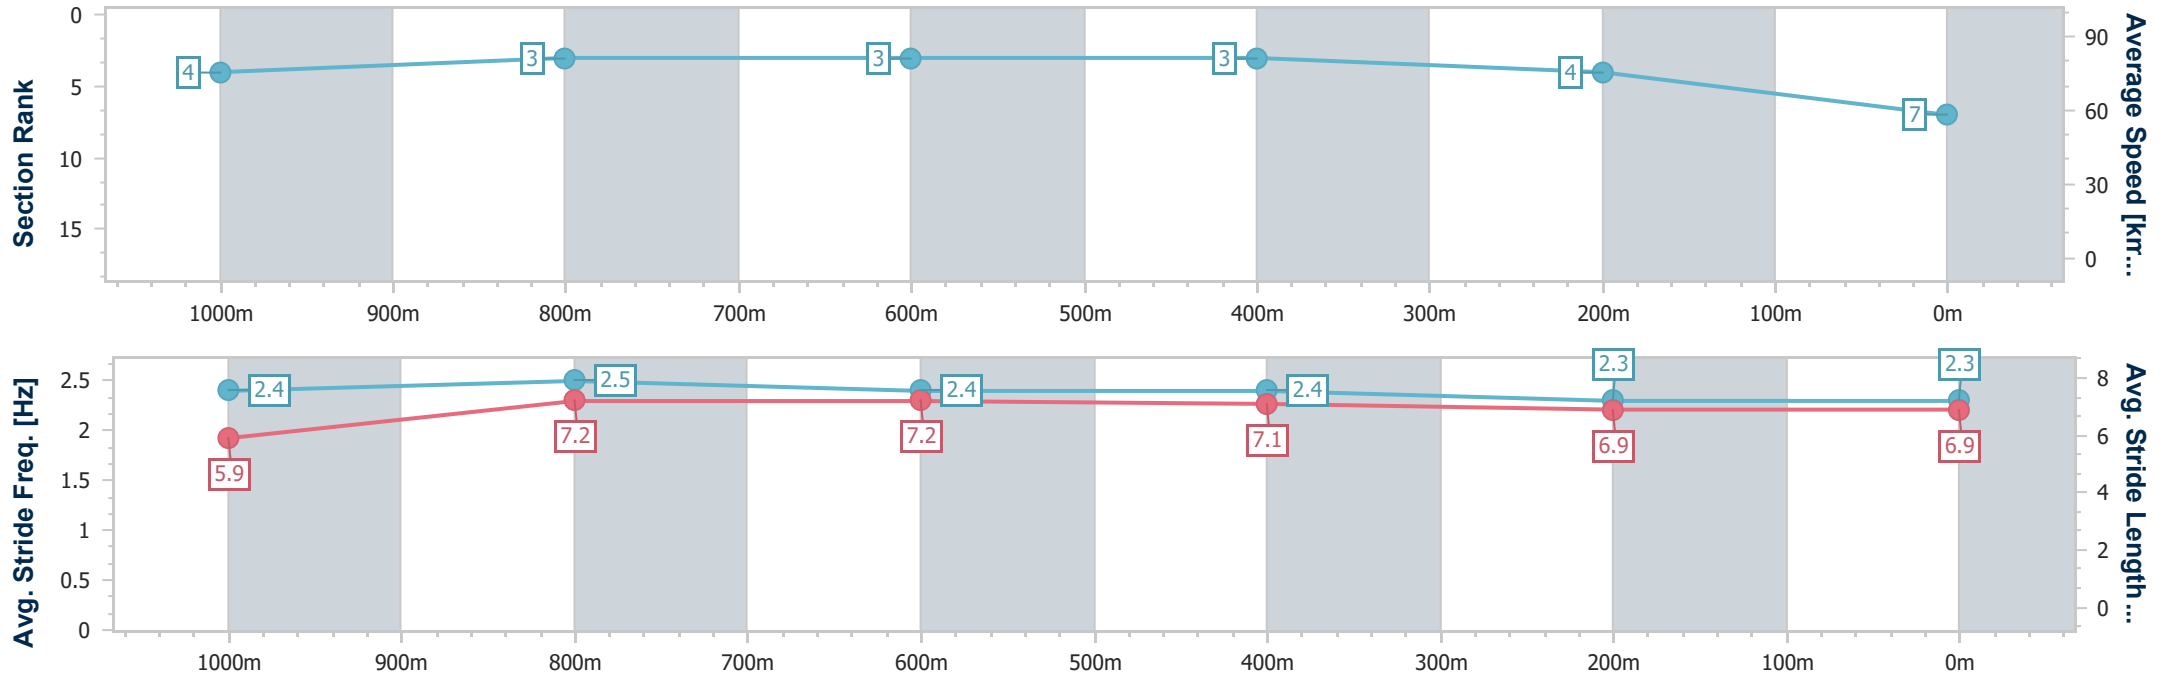 Section Rank
0
5
10
15
4
3
3
3
4
7
90
60
30
0
Average Speed [km...
1000m
900m
800m
700m
600m
500m
400m
300m
200m
100m
0m
Avg. Stride Freq. [Hz]
2.5
2
1.5
1
0.5
0
2.4
2.5
2.4
2.4
2.3
2.3
5.9
7.2
7.2
7.1
6.9
6.9
8
6
4
2
0
Avg. Stride Length...
1000m
900m
800m
700m
600m
500m
400m
300m
200m
100m
0m